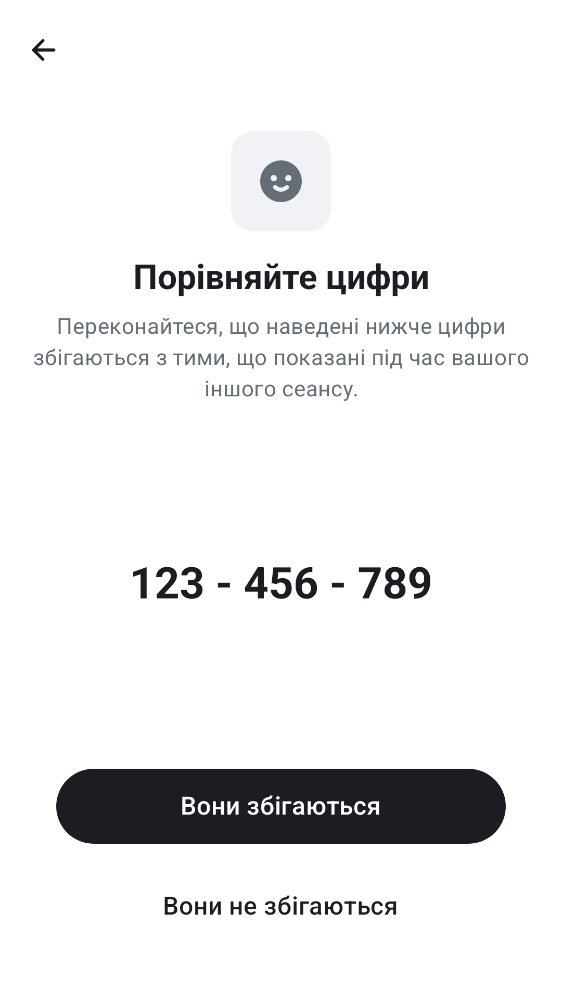 Порівняйте цифри
Переконайтеся, що наведені нижче цифри
збігаються з тими, що показані під час вашого
іншого сеансу.
123 - 456 - 789
Вони збігаються
Вони не збігаються